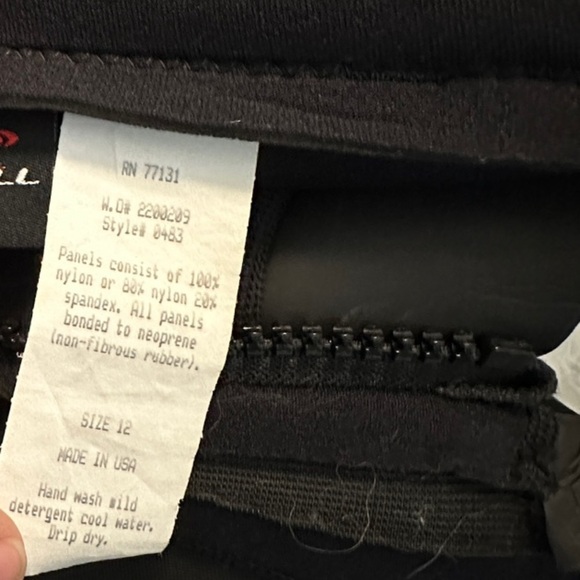 RN 77131
W.O# 2200209
Style# 0483
Panels consist of 100%
nylon or 80% nylon 20%
spandex. All panels
bonded to neoprene
(non-fibrous rubber).
SIZE 12
MADE IN USA
Hand wash mild
detergent cool water.
Drip dry.